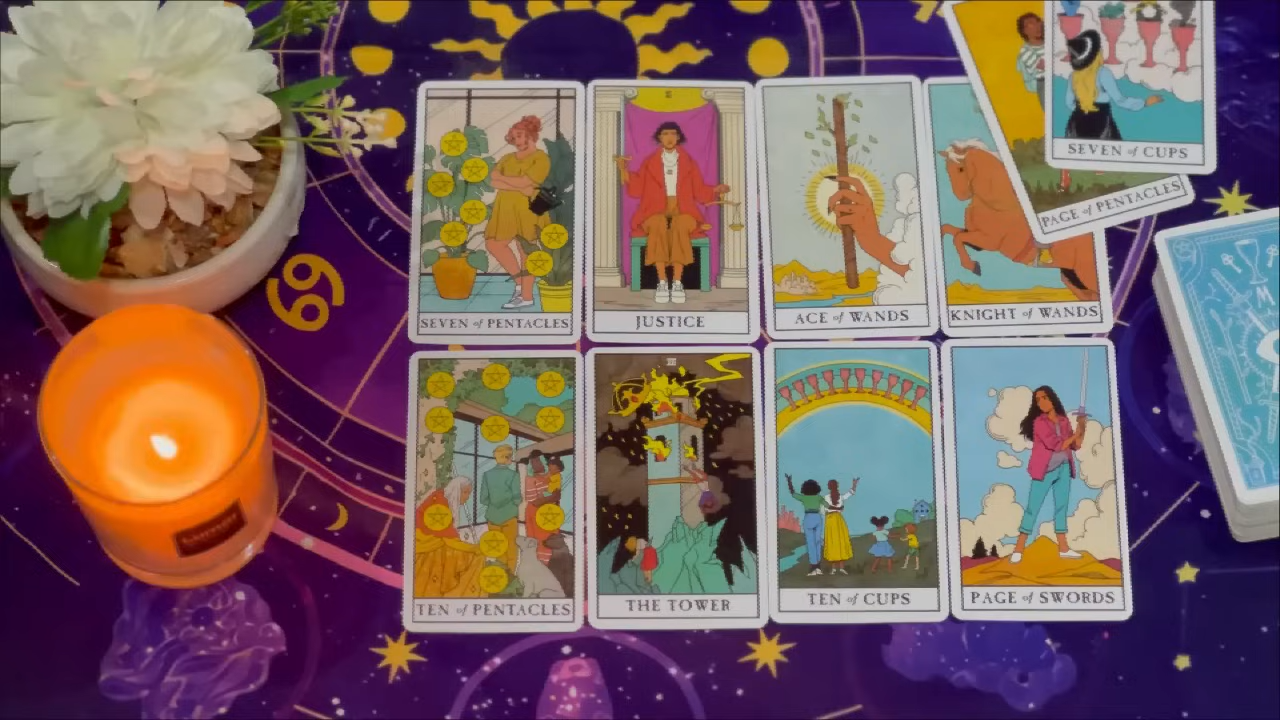 SEVEN of CUPS
PAGE of PENTACLES
SEVEN of PENTACLES
JUSTICE
ACE of WANDS
KNIGHT of WANDS
TEN of PENTACLES
THE TOWER
TEN of CUPS
PAGE of SWORDS